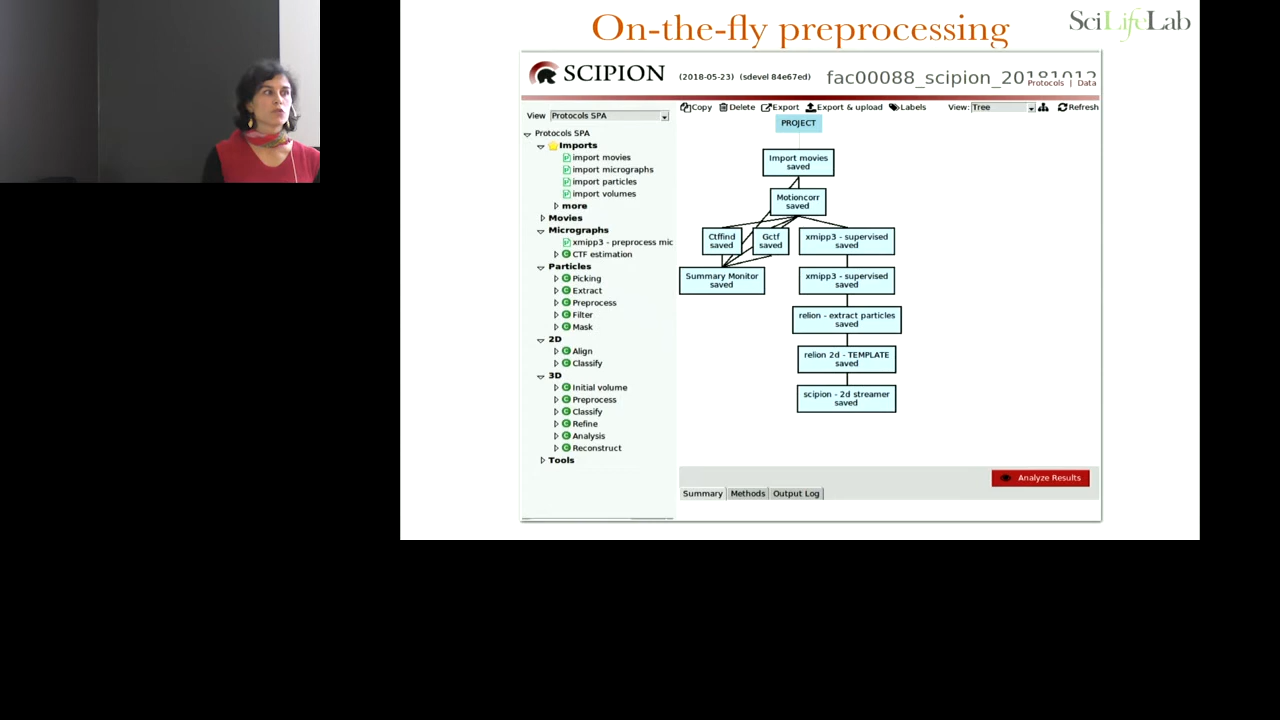 On-the-fly preprocessing
SciLifeLab
SCIPION (2018-05-23) (sdevel 84e67ed) fac00088_scipion_20181012
Protocols | Data
View Protocols SPA
Copy Delete Export Export & upload Labels View: Tree Refresh
Protocols SPA
Imports
import movies
import micrographs
import particles
import volumes
more
Movies
Micrographs
xmipp3 - preprocess mic
CTF estimation
Particles
Picking
Extract
Preprocess
Filter
Mask
2D
Align
Classify
3D
Initial volume
Preprocess
Classify
Refine
Analysis
Reconstruct
Tools
PROJECT
Import movies
saved
Motioncorr
saved
Ctffind
saved
Gctf
saved
xmipp3 - supervised
saved
Summary Monitor
saved
xmipp3 - supervised
saved
relion - extract particles
saved
relion 2d - TEMPLATE
saved
scipion - 2d streamer
saved
Analyze Results
Summary Methods Output Log